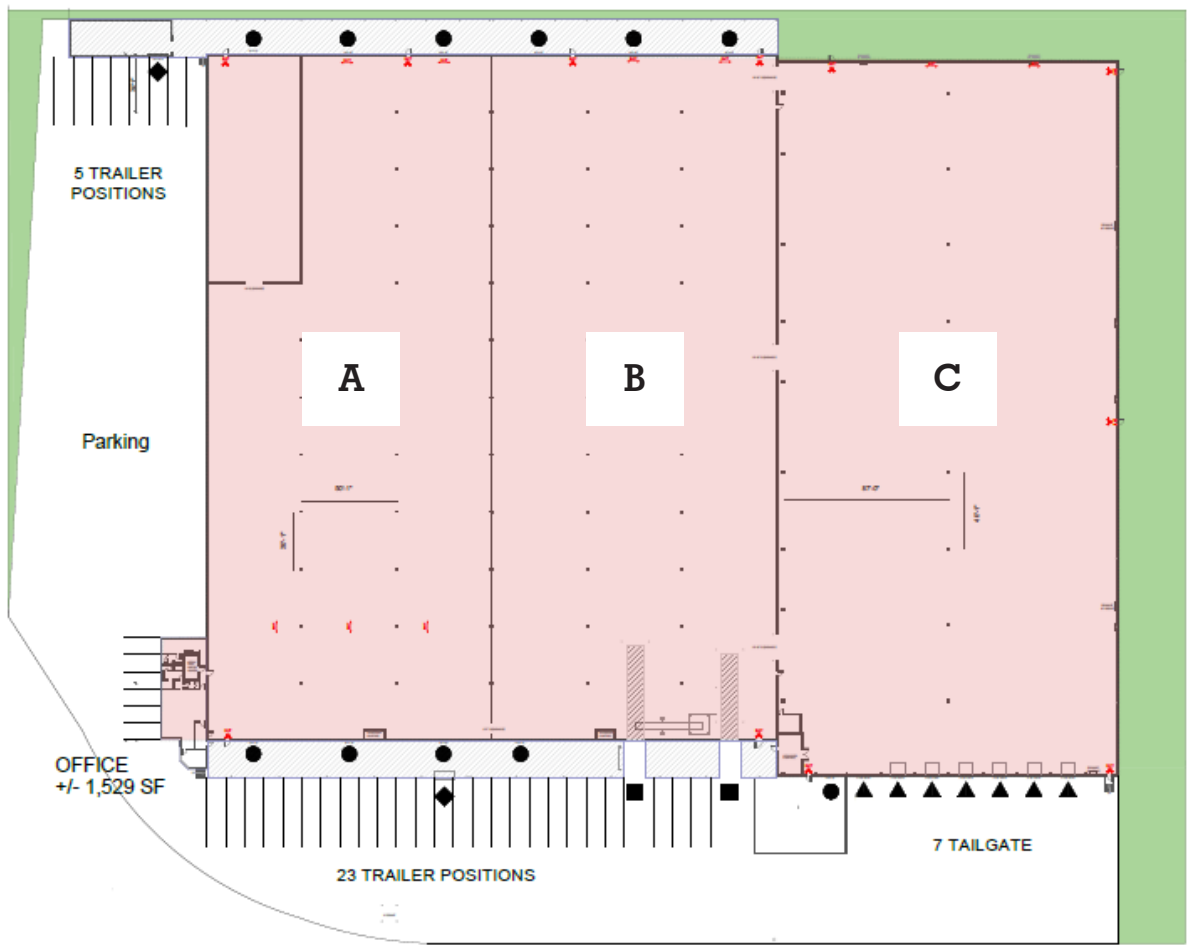 5 TRAILER
POSITIONS
A
B
C
Parking
OFFICE
+/- 1,529 SF
7 TAILGATE
23 TRAILER POSITIONS